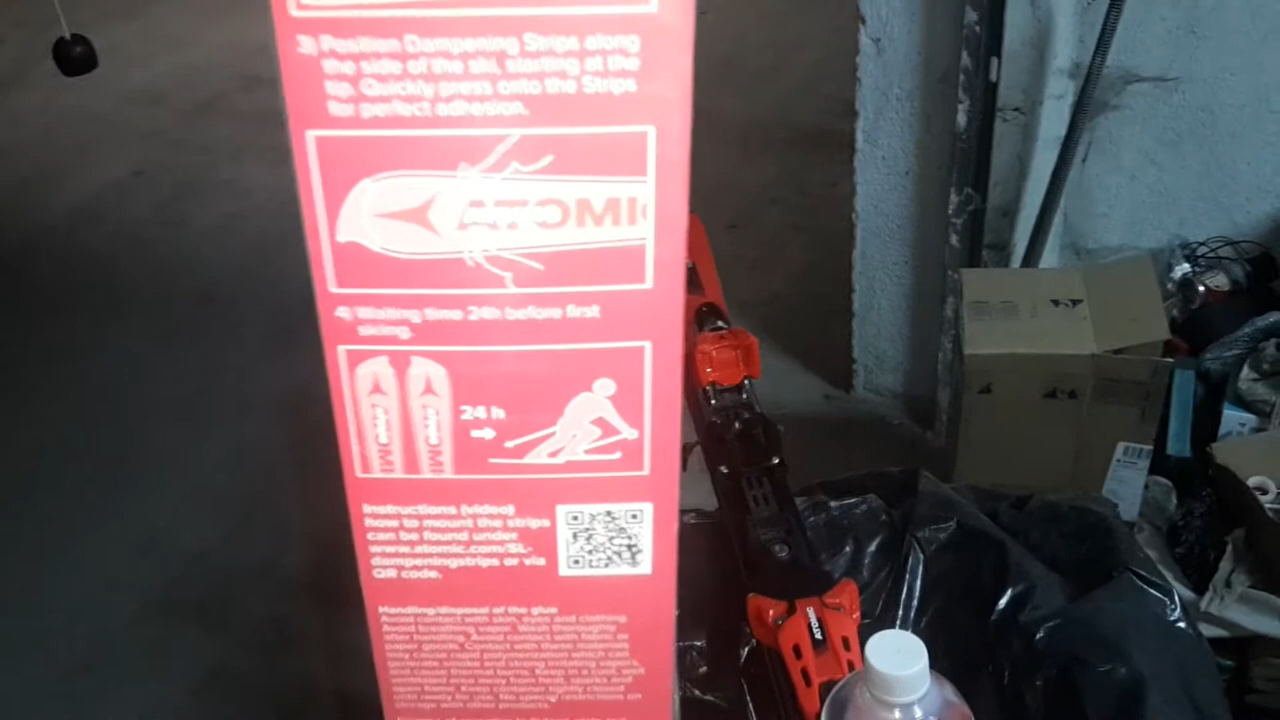 3) Position Dampening Strips along
the side of the ski, starting at the
tip. Quickly press onto the Strips
for perfect adhesion.
ATOMIC
4) Waiting time 24h before first
skiing.
ATOMI
ATOMI
24 h
Instructions (video)
how to mount the strips
can be found under
www.atomic.com/SL-
dampeningstrips or via
QR code.
Handling/disposal of the glue
Avoid contact with skin, eyes and clothing.
Avoid breathing vapor. Wash thoroughly
after handling. Avoid contact with fabric or
paper goods. Contact with these materials
may cause rapid polymerization which can
generate smoke and strong irritating vapors,
and cause thermal burns. Keep in a cool, well
ventilated area away from heat, sparks and
open flame. Keep container tightly closed
until ready for use. No special restrictions on
storage with other products.
ATOMIC